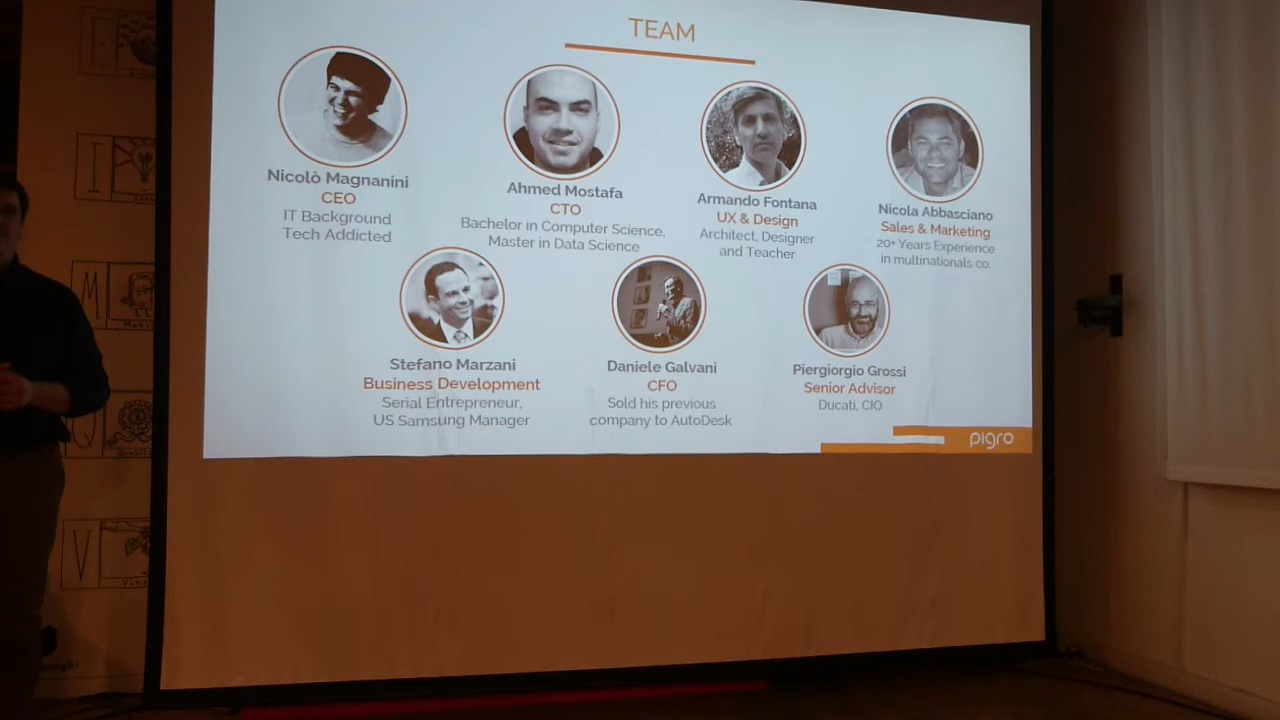 TEAM
Nicolò Magnanini
CEO
IT Background
Tech Addicted
Ahmed Mostafa
CTO
Bachelor in Computer Science,
Master in Data Science
Armando Fontana
UX & Design
Architect, Designer
and Teacher
Nicola Abbasciano
Sales & Marketing
20+ Years Experience
in multinationals co.
Stefano Marzani
Business Development
Serial Entrepreneur,
US Samsung Manager
Daniele Galvani
CFO
Sold his previous
company to AutoDesk
Piergiorgio Grossi
Senior Advisor
Ducati, CIO
pigro
E
I
M
Q
V